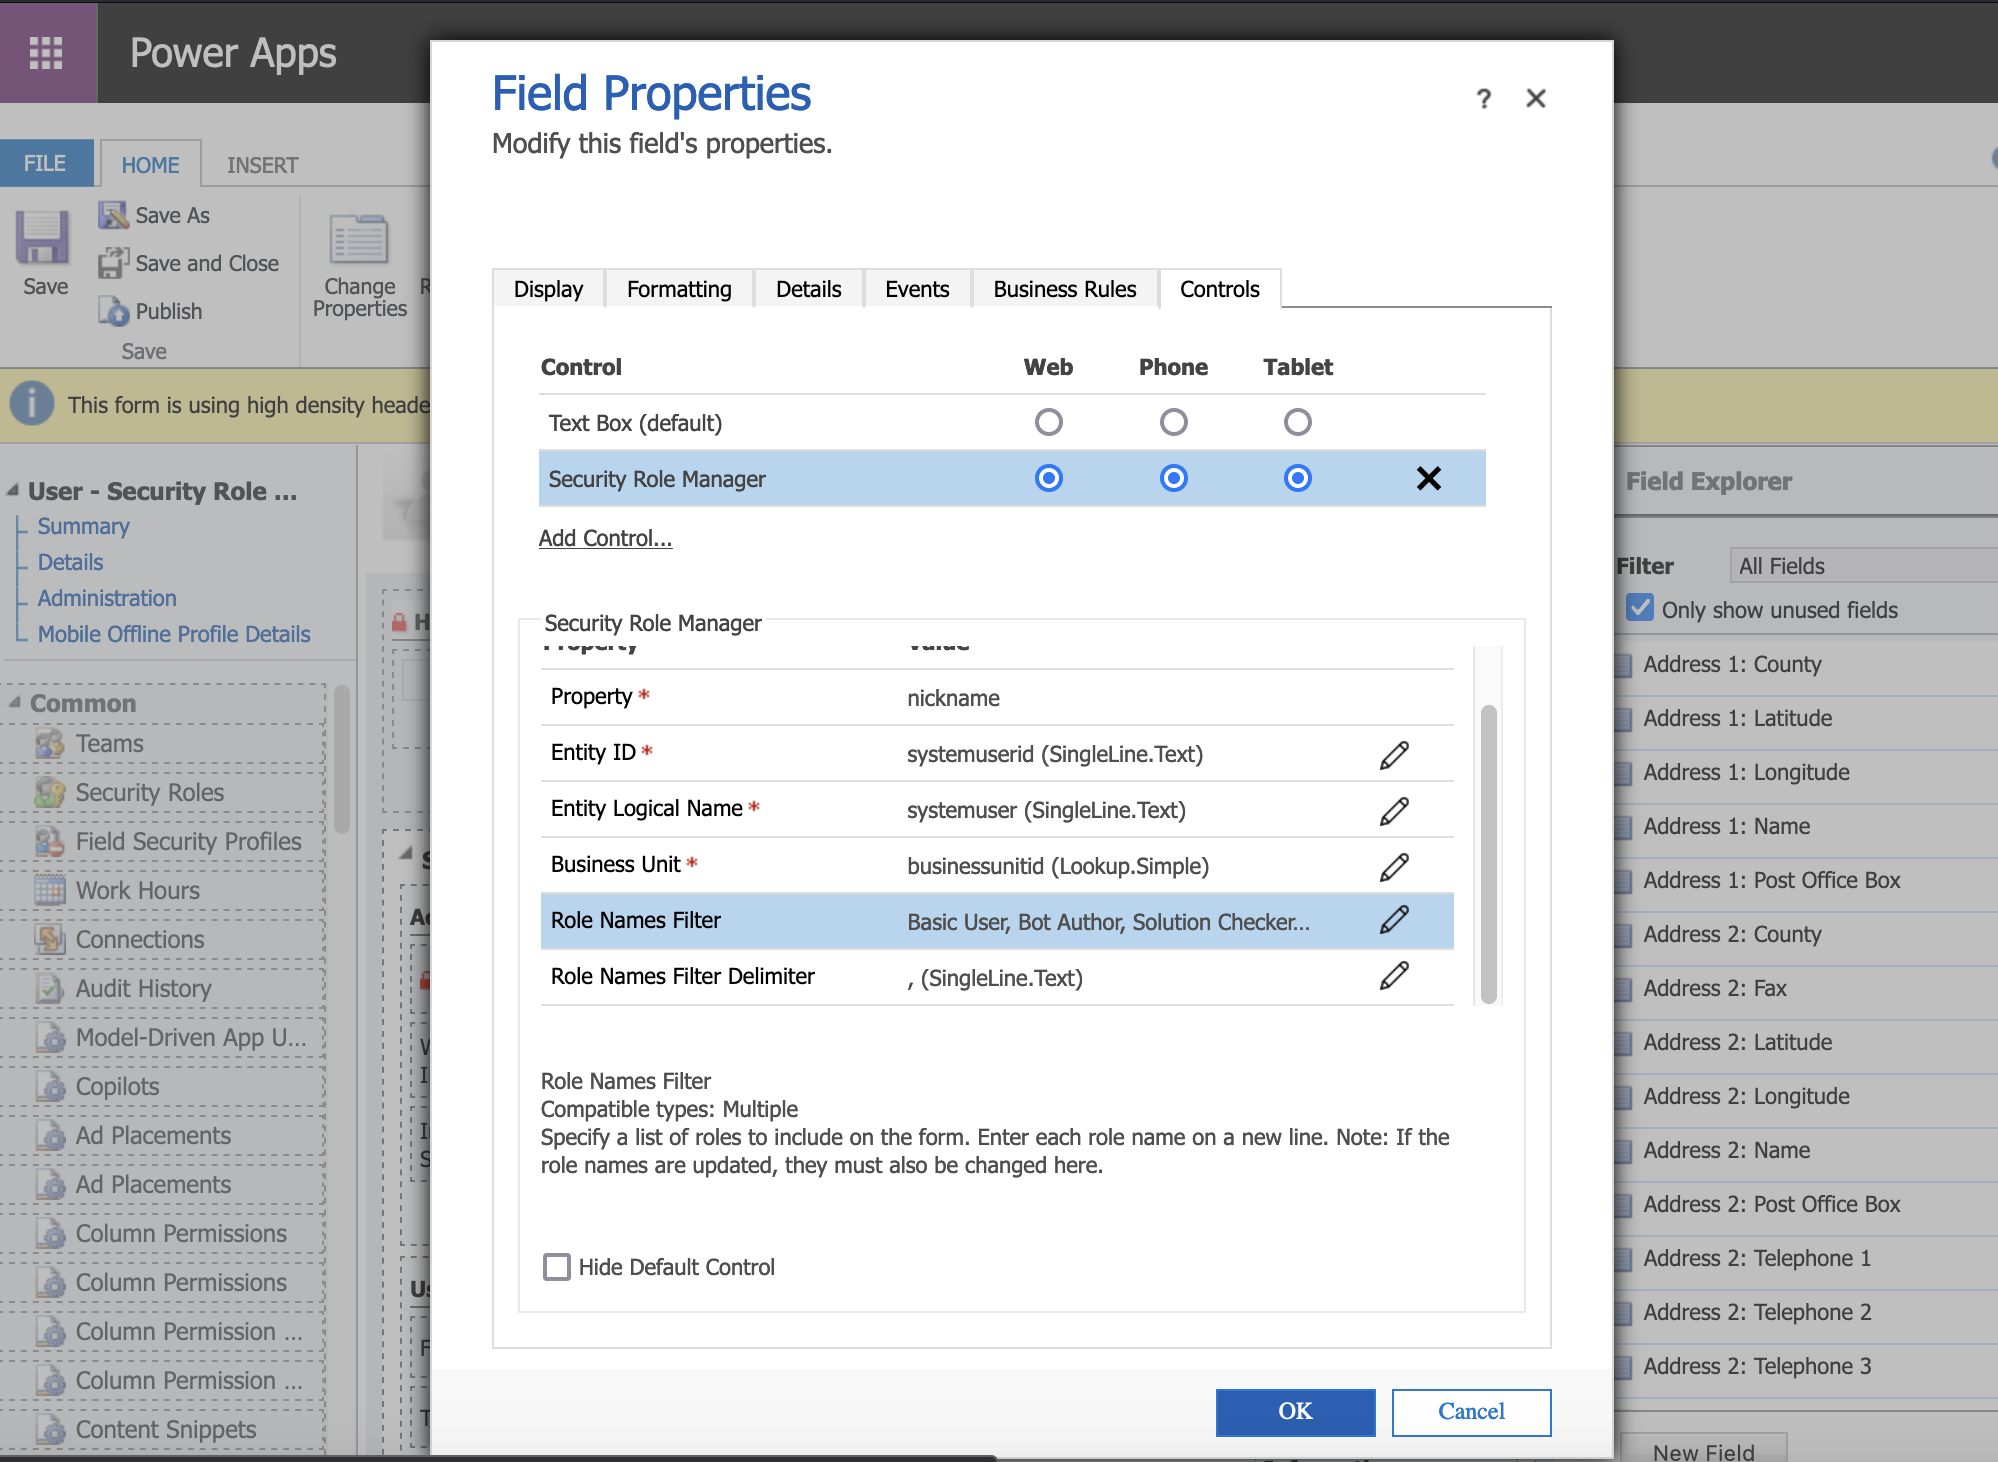 Power Apps
FILE
HOME
INSERT
Save
Save As
Save and Close
Publish
Save
Change
Properties
This form is using high density heade
User - Security Role ...
Summary
Details
Administration
Mobile Offline Profile Details
Common
Teams
Security Roles
Field Security Profiles
Work Hours
Connections
Audit History
Model-Driven App U...
Copilots
Ad Placements
Ad Placements
Column Permissions
Column Permissions
Column Permission ...
Column Permission ...
Content Snippets
Field Properties
?
Modify this field's properties.
Display
Formatting
Details
Events
Business Rules
Controls
Control Web Phone Tablet
Text Box (default)
Security Role Manager
Add Control...
Security Role Manager
Property Value
Property * nickname
Entity ID * systemuserid (SingleLine.Text)
Entity Logical Name * systemuser (SingleLine.Text)
Business Unit * businessunitid (Lookup.Simple)
Role Names Filter Basic User, Bot Author, Solution Checker...
Role Names Filter Delimiter , (SingleLine.Text)
Role Names Filter
Compatible types: Multiple
Specify a list of roles to include on the form. Enter each role name on a new line. Note: If the
role names are updated, they must also be changed here.
Hide Default Control
OK
Cancel
Field Explorer
Filter
All Fields
Only show unused fields
Address 1: County
Address 1: Latitude
Address 1: Longitude
Address 1: Name
Address 1: Post Office Box
Address 2: County
Address 2: Fax
Address 2: Latitude
Address 2: Longitude
Address 2: Name
Address 2: Post Office Box
Address 2: Telephone 1
Address 2: Telephone 2
Address 2: Telephone 3
New Field